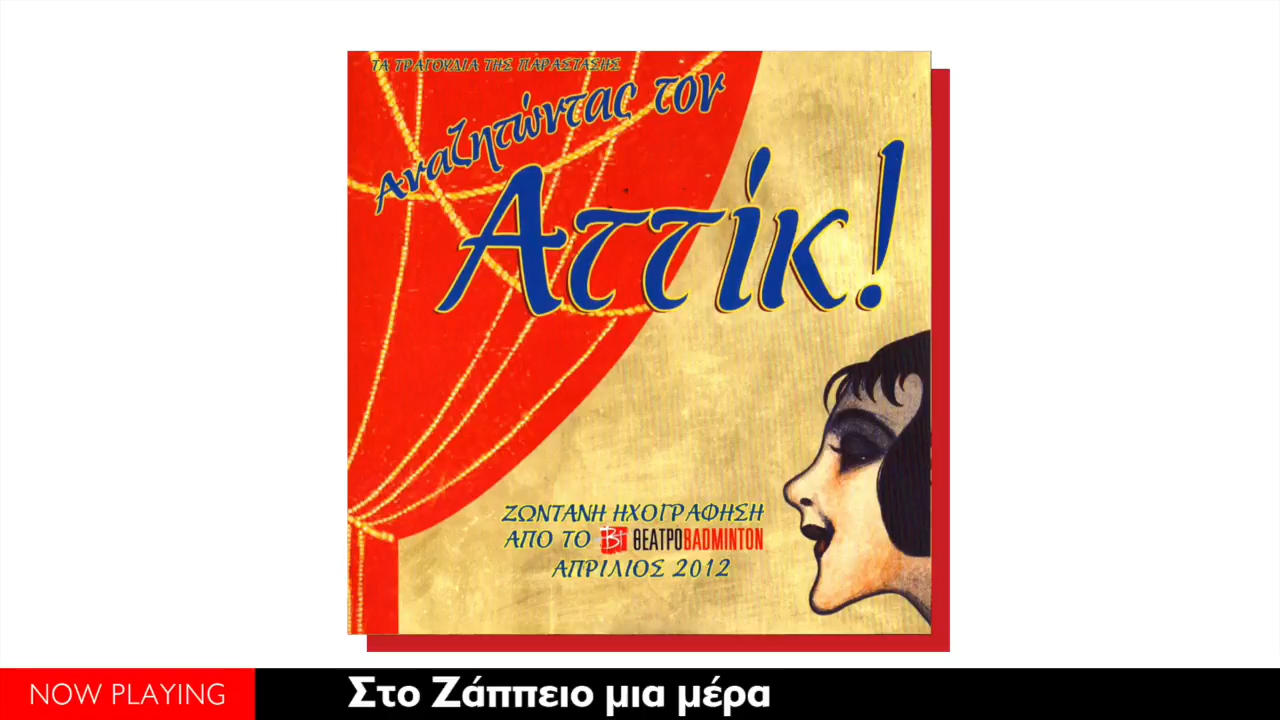 ΤΑ ΤΡΑΓΟΥΔΙΑ ΤΗΣ ΠΑΡΑΣΤΑΣΗΣ
Αναζητώντας τον
Αττίκ!
ΖΩΝΤΑΝΗ ΗΧΟΓΡΑΦΗΣΗ
ΑΠΟ ΤΟ Bt ΘΕΑΤΡΟBADMINTON
ΑΠΡΙΛΙΟΣ 2012
NOW PLAYING Στο Ζάππειο μια μέρα